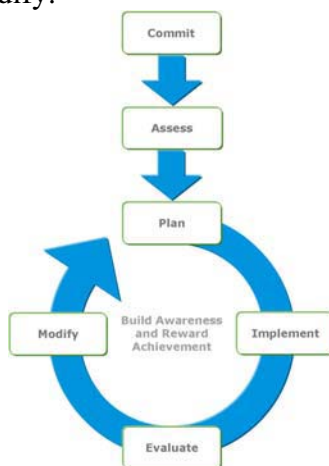 Commit
Assess
Plan
Build Awareness
and Reward
Achievement
Modify
Implement
Evaluate